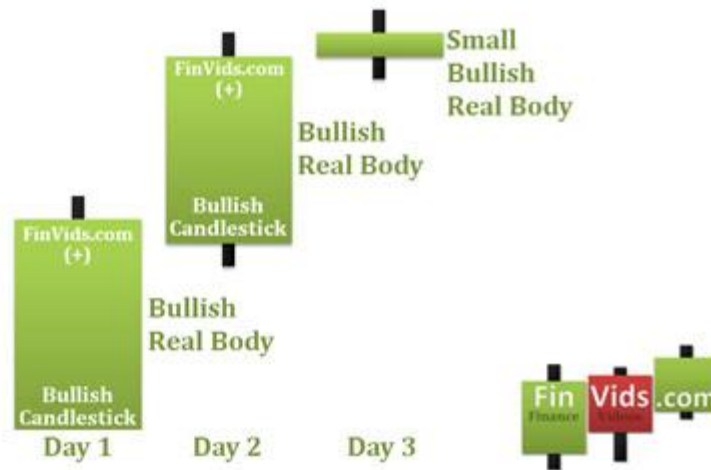 FinVids.com
(+)
Bullish
Candlestick
Bullish
Real Body
Day 1
FinVids.com
(+)
Bullish
Candlestick
Bullish
Real Body
Day 2
Small
Bullish
Real Body
Day 3
Fin
Finance
Vids
Videos
.com